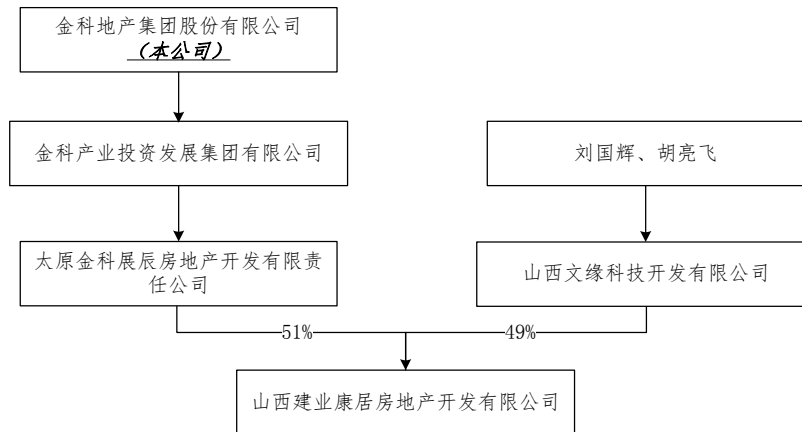 金科地产集团股份有限公司
（本公司）
金科产业投资发展集团有限公司
刘国辉、胡亮飞
太原金科展辰房地产开发有限责
任公司
山西文缘科技开发有限公司
51%
49%
山西建业康居房地产开发有限公司